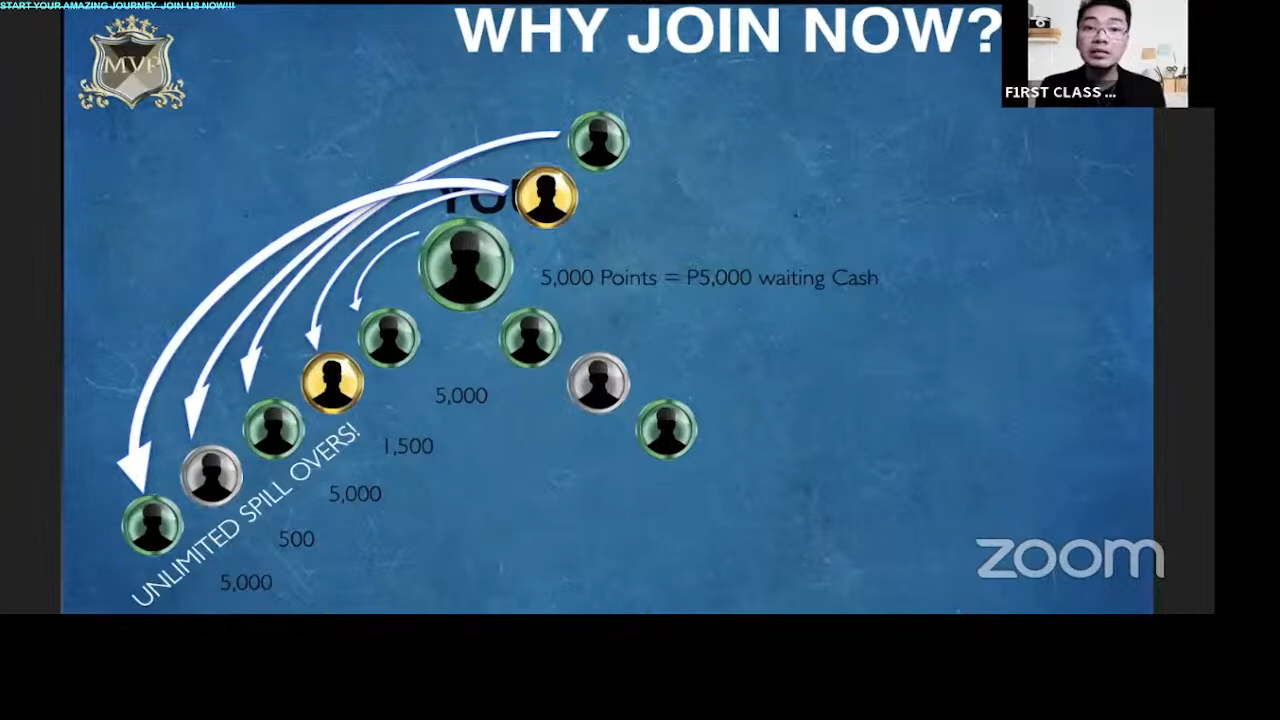 START YOUR AMAZING JOURNEY JOIN US NOW!!!
WHY JOIN NOW?
MVP
F1RST CLASS ...
YOU
5,000 Points = P5,000 waiting Cash
5,000
1,500
5,000
500
5,000
UNLIMITED SPILL OVERS!
zoom